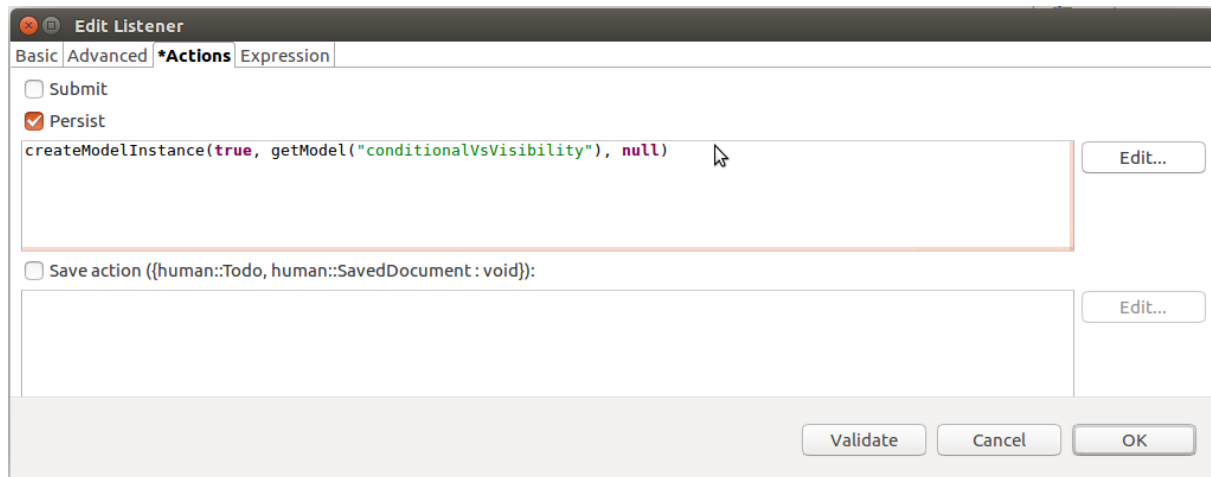 Edit Listener
Basic Advanced *Actions Expression
Submit
Persist
createModelInstance(true, getModel("conditionalVsVisibility"), null)
Edit...
Save action ({human::Todo, human::SavedDocument : void}):
Edit...
Validate Cancel OK